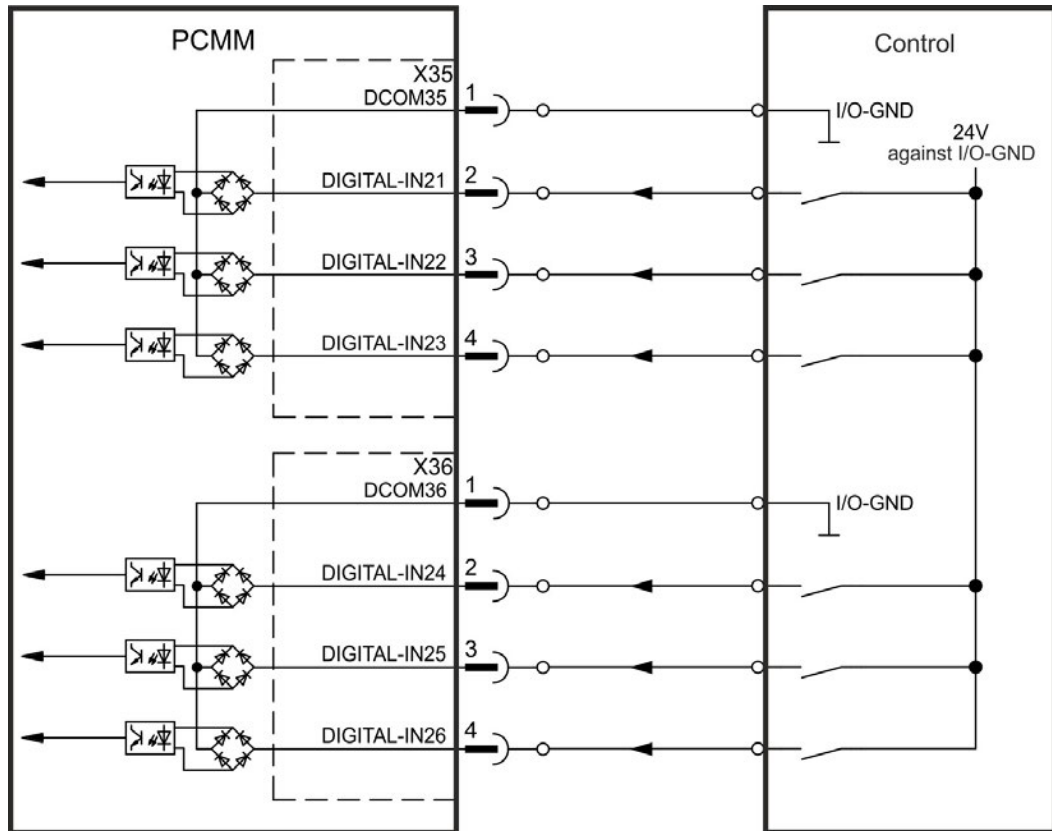 PCMM
Control
X35
DCOM35
1
I/O-GND
24V
against I/O-GND
DIGITAL-IN21
2
DIGITAL-IN22
3
DIGITAL-IN23
4
X36
DCOM36
1
I/O-GND
DIGITAL-IN24
2
DIGITAL-IN25
3
DIGITAL-IN26
4